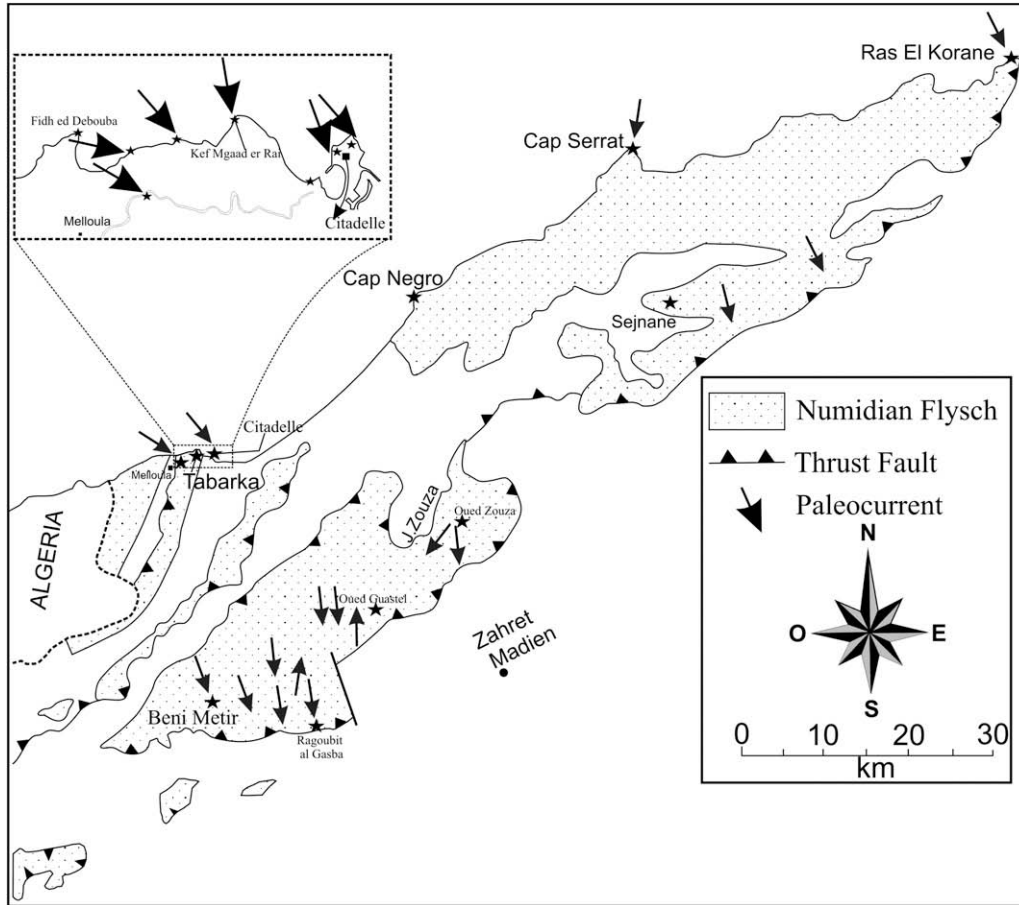 Ras El Korane
Fidh ed Debouba
Kef Mgaad er Rai
Cap Serrat
Melloula
Citadelle
Cap Negro
Sejnane
Citadelle
Melloula
Tabarka
ALGERIA
J.Zouza
Oued Zouza
Oued Guastel
Zahret
Madien
Beni Metir
Ragoubit
al Gasba
Numidian Flysch
Thrust Fault
Paleocurrent
N
O
E
S
0 10 20 30
km